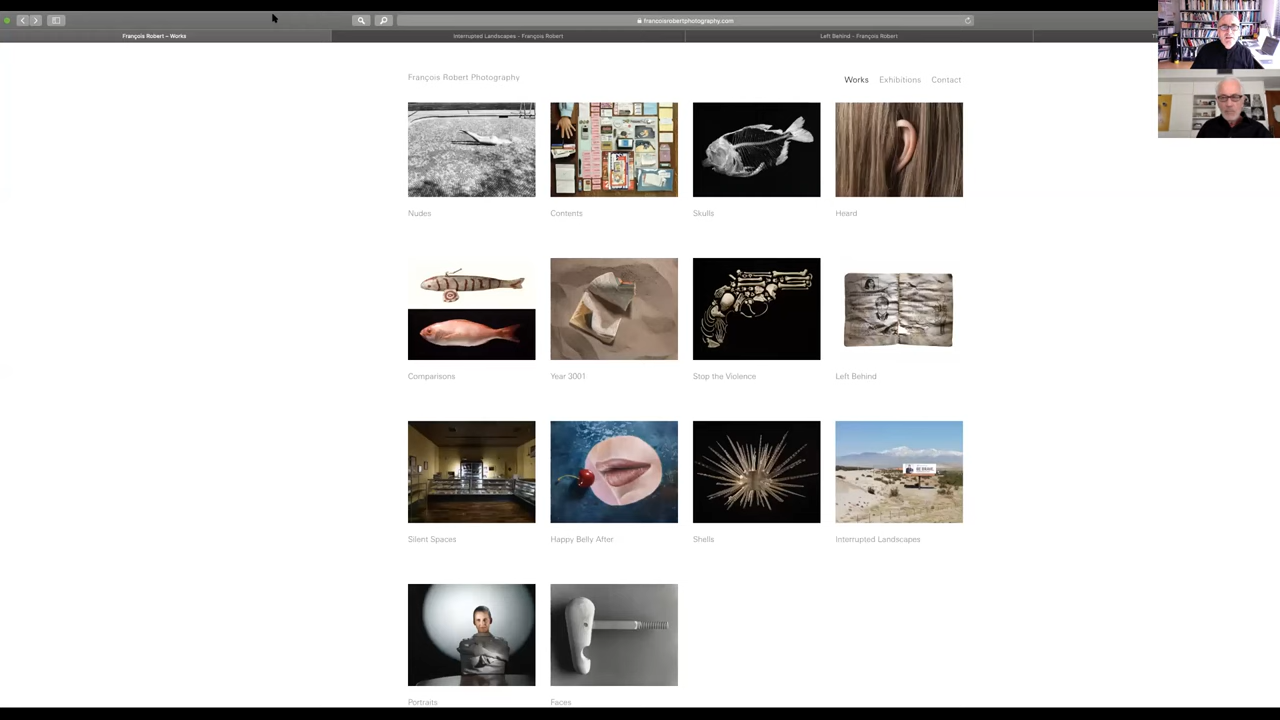 francoisrobertphotography.com
François Robert – Works
Interrupted Landscapes - François Robert
Left Behind - François Robert
François Robert Photography
Works Exhibitions Contact
Nudes Contents Skulls Heard
Comparisons Year 3001 Stop the Violence Left Behind
Silent Spaces Happy Belly After Shells Interrupted Landscapes
Portraits Faces